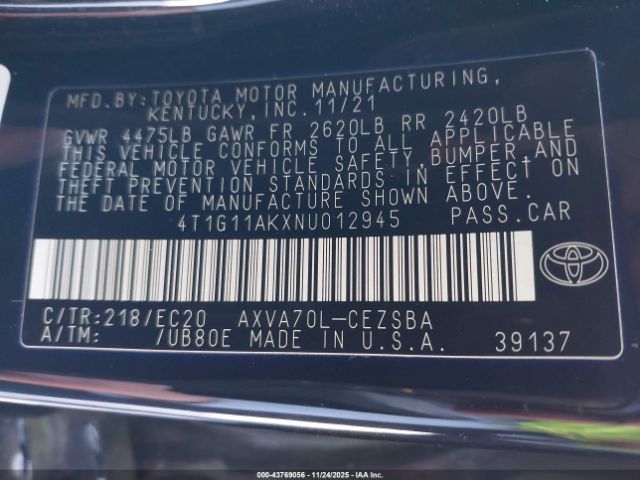 MFD.BY:TOYOTA MOTOR MANUFACTURING,
KENTUCKY,INC.11/21
GVWR 4475LB GAWR FR 2620LB RR 2420LB
THIS VEHICLE CONFORMS TO ALL APPLICABLE
FEDERAL MOTOR VEHICLE SAFETY,BUMPER,AND
THEFT PREVENTION STANDARDS IN EFFECT ON
THE DATE OF MANUFACTURE SHOWN ABOVE.
4T1G11AKXNU012945 PASS.CAR
C/TR:218/EC20 AXVA70L-CEZSBA
A/TM: /UB80E MADE IN U.S.A. 39137
000-43769056 - 11/24/2025 - IAA Inc.